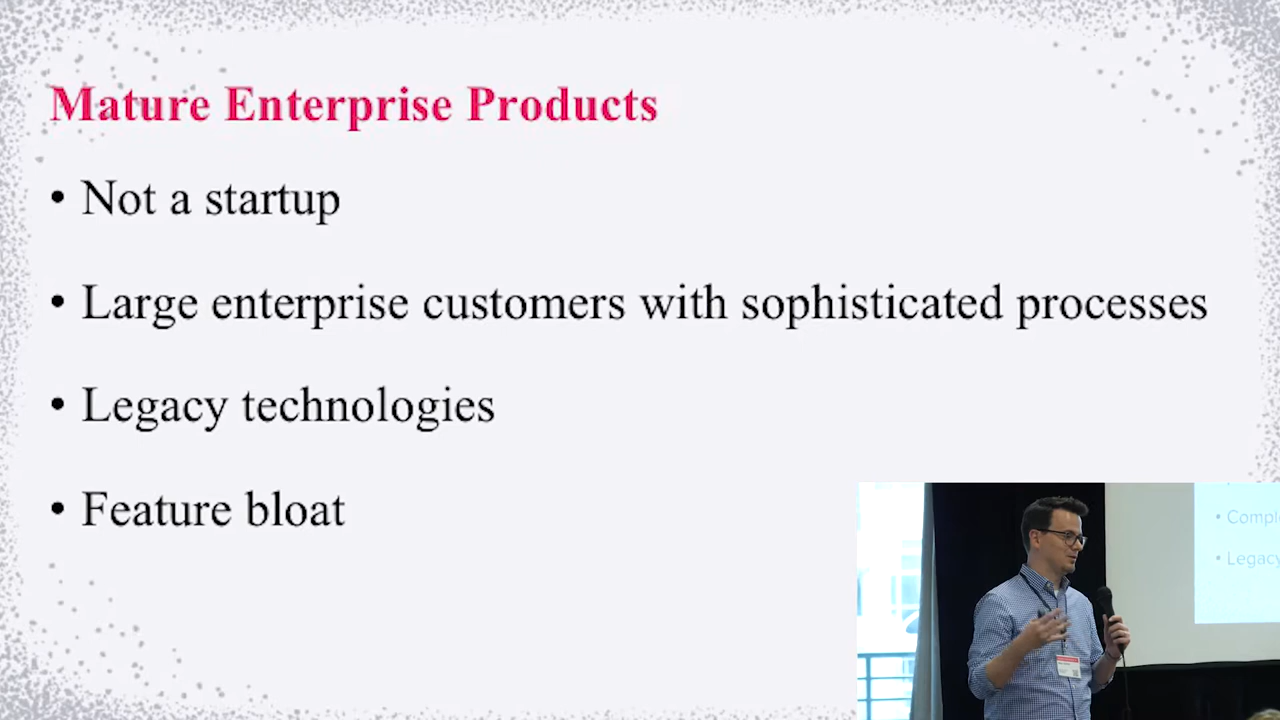 Mature Enterprise Products
• Not a startup
• Large enterprise customers with sophisticated processes
• Legacy technologies
• Feature bloat